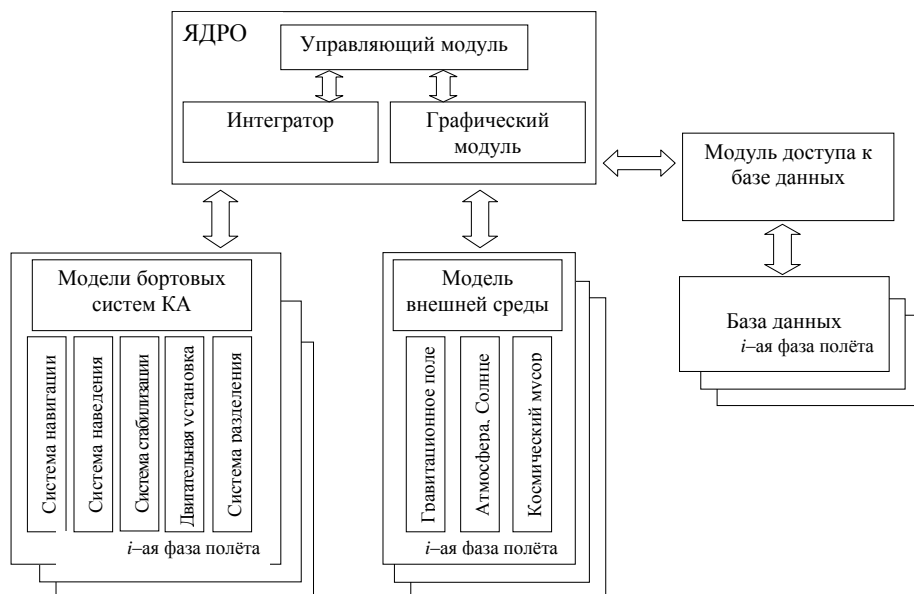 ЯДРО
Управляющий модуль
Интегратор
Графический
модуль
Модуль доступа к
базе данных
Модели бортовых
систем КА
Система навигации
Система наведения
Система стабилизации
Двигательная установка
Система разделения
i–ая фаза полёта
Модель
внешней среды
Гравитационное поле
Атмосфера, Солнце
Космический мусор
i–ая фаза полёта
База данных
i–ая фаза полёта